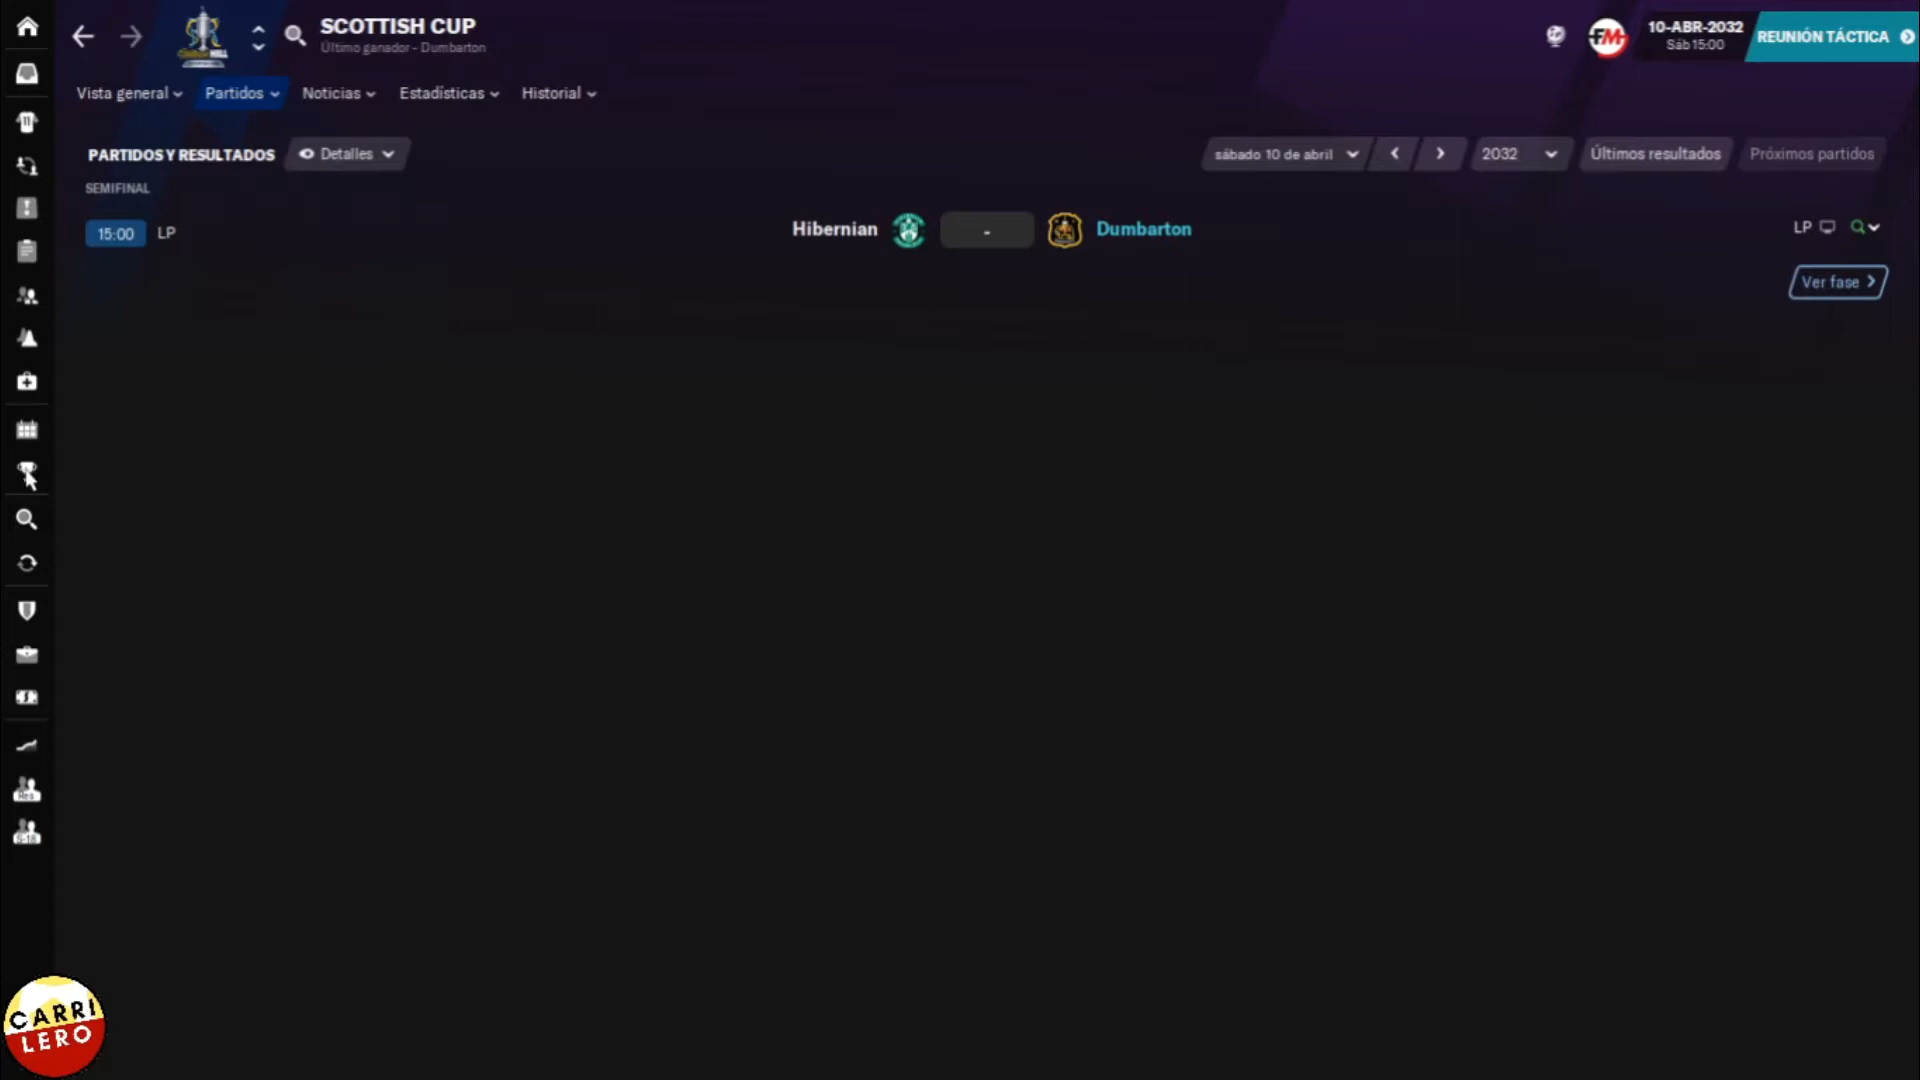 SCOTTISH CUP
Último ganador - Dumbarton
FM
10-ABR-2032
Sáb 15:00
REUNIÓN TÁCTICA
Vista general
Partidos
Noticias
Estadísticas
Historial
PARTIDOS Y RESULTADOS
Detalles
sábado 10 de abril
2032
Últimos resultados
Próximos partidos
SEMIFINAL
15:00 LP
Hibernian - Dumbarton
LP
Ver fase
CARRI
LERO